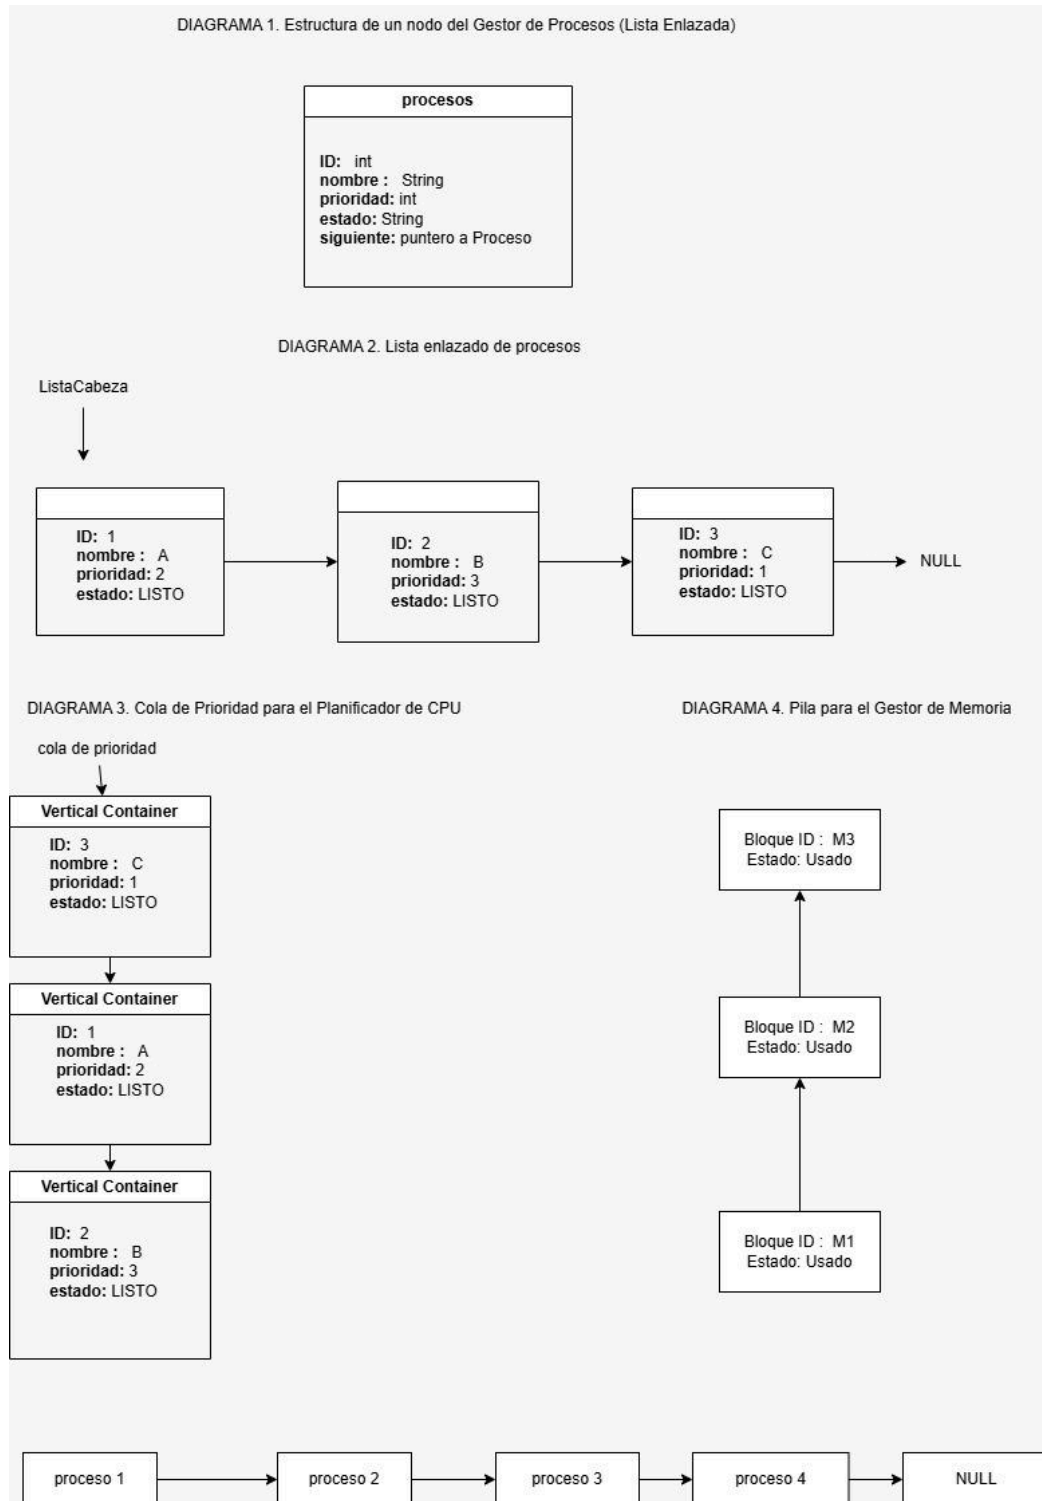 DIAGRAMA 1. Estructura de un nodo del Gestor de Procesos (Lista Enlazada)
procesos
ID: int
nombre : String
prioridad: int
estado: String
siguiente: puntero a Proceso
DIAGRAMA 2. Lista enlazado de procesos
ListaCabeza
ID: 1
nombre : A
prioridad: 2
estado: LISTO
ID: 2
nombre : B
prioridad: 3
estado: LISTO
ID: 3
nombre : C
prioridad: 1
estado: LISTO
NULL
DIAGRAMA 3. Cola de Prioridad para el Planificador de CPU
cola de prioridad
Vertical Container
ID: 3
nombre : C
prioridad: 1
estado: LISTO
Vertical Container
ID: 1
nombre : A
prioridad: 2
estado: LISTO
Vertical Container
ID: 2
nombre : B
prioridad: 3
estado: LISTO
DIAGRAMA 4. Pila para el Gestor de Memoria
Bloque ID : M3
Estado: Usado
Bloque ID : M2
Estado: Usado
Bloque ID : M1
Estado: Usado
proceso 1
proceso 2
proceso 3
proceso 4
NULL